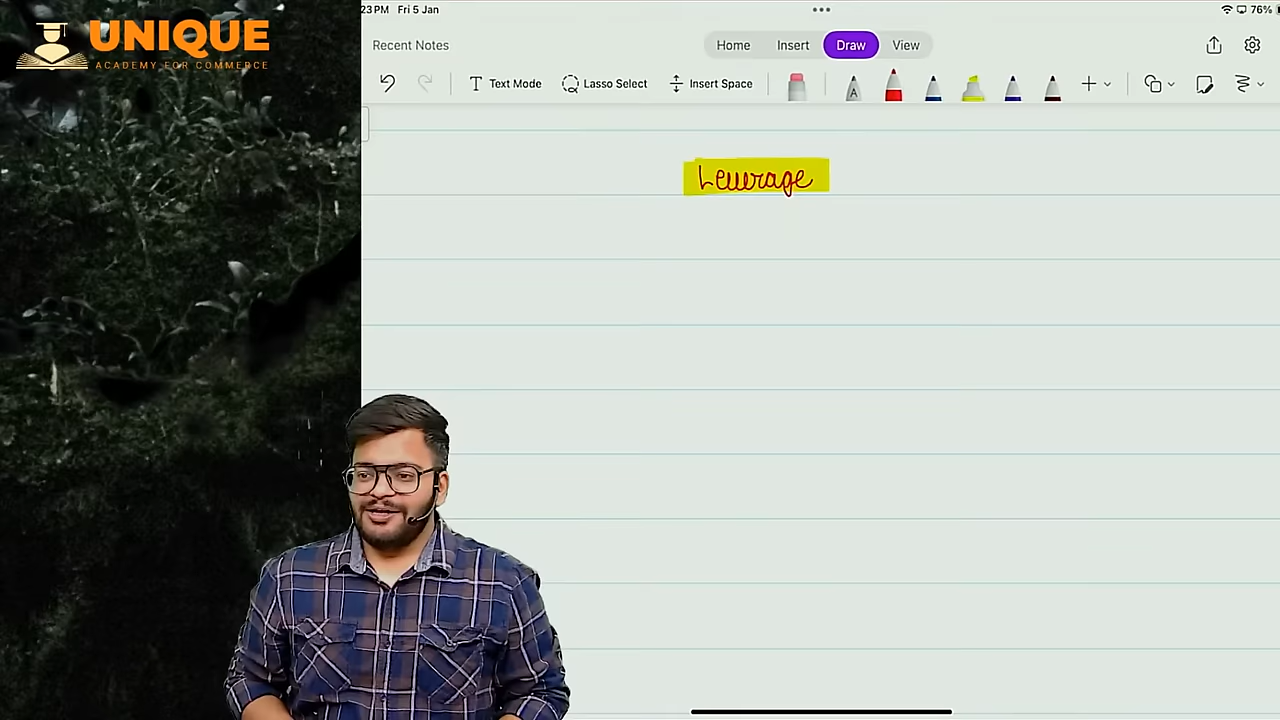 23 PM Fri 5 Jan
76%
UNIQUE
ACADEMY FOR COMMERCE
Recent Notes
Home Insert Draw View
Text Mode Lasso Select Insert Space
A
Leverage